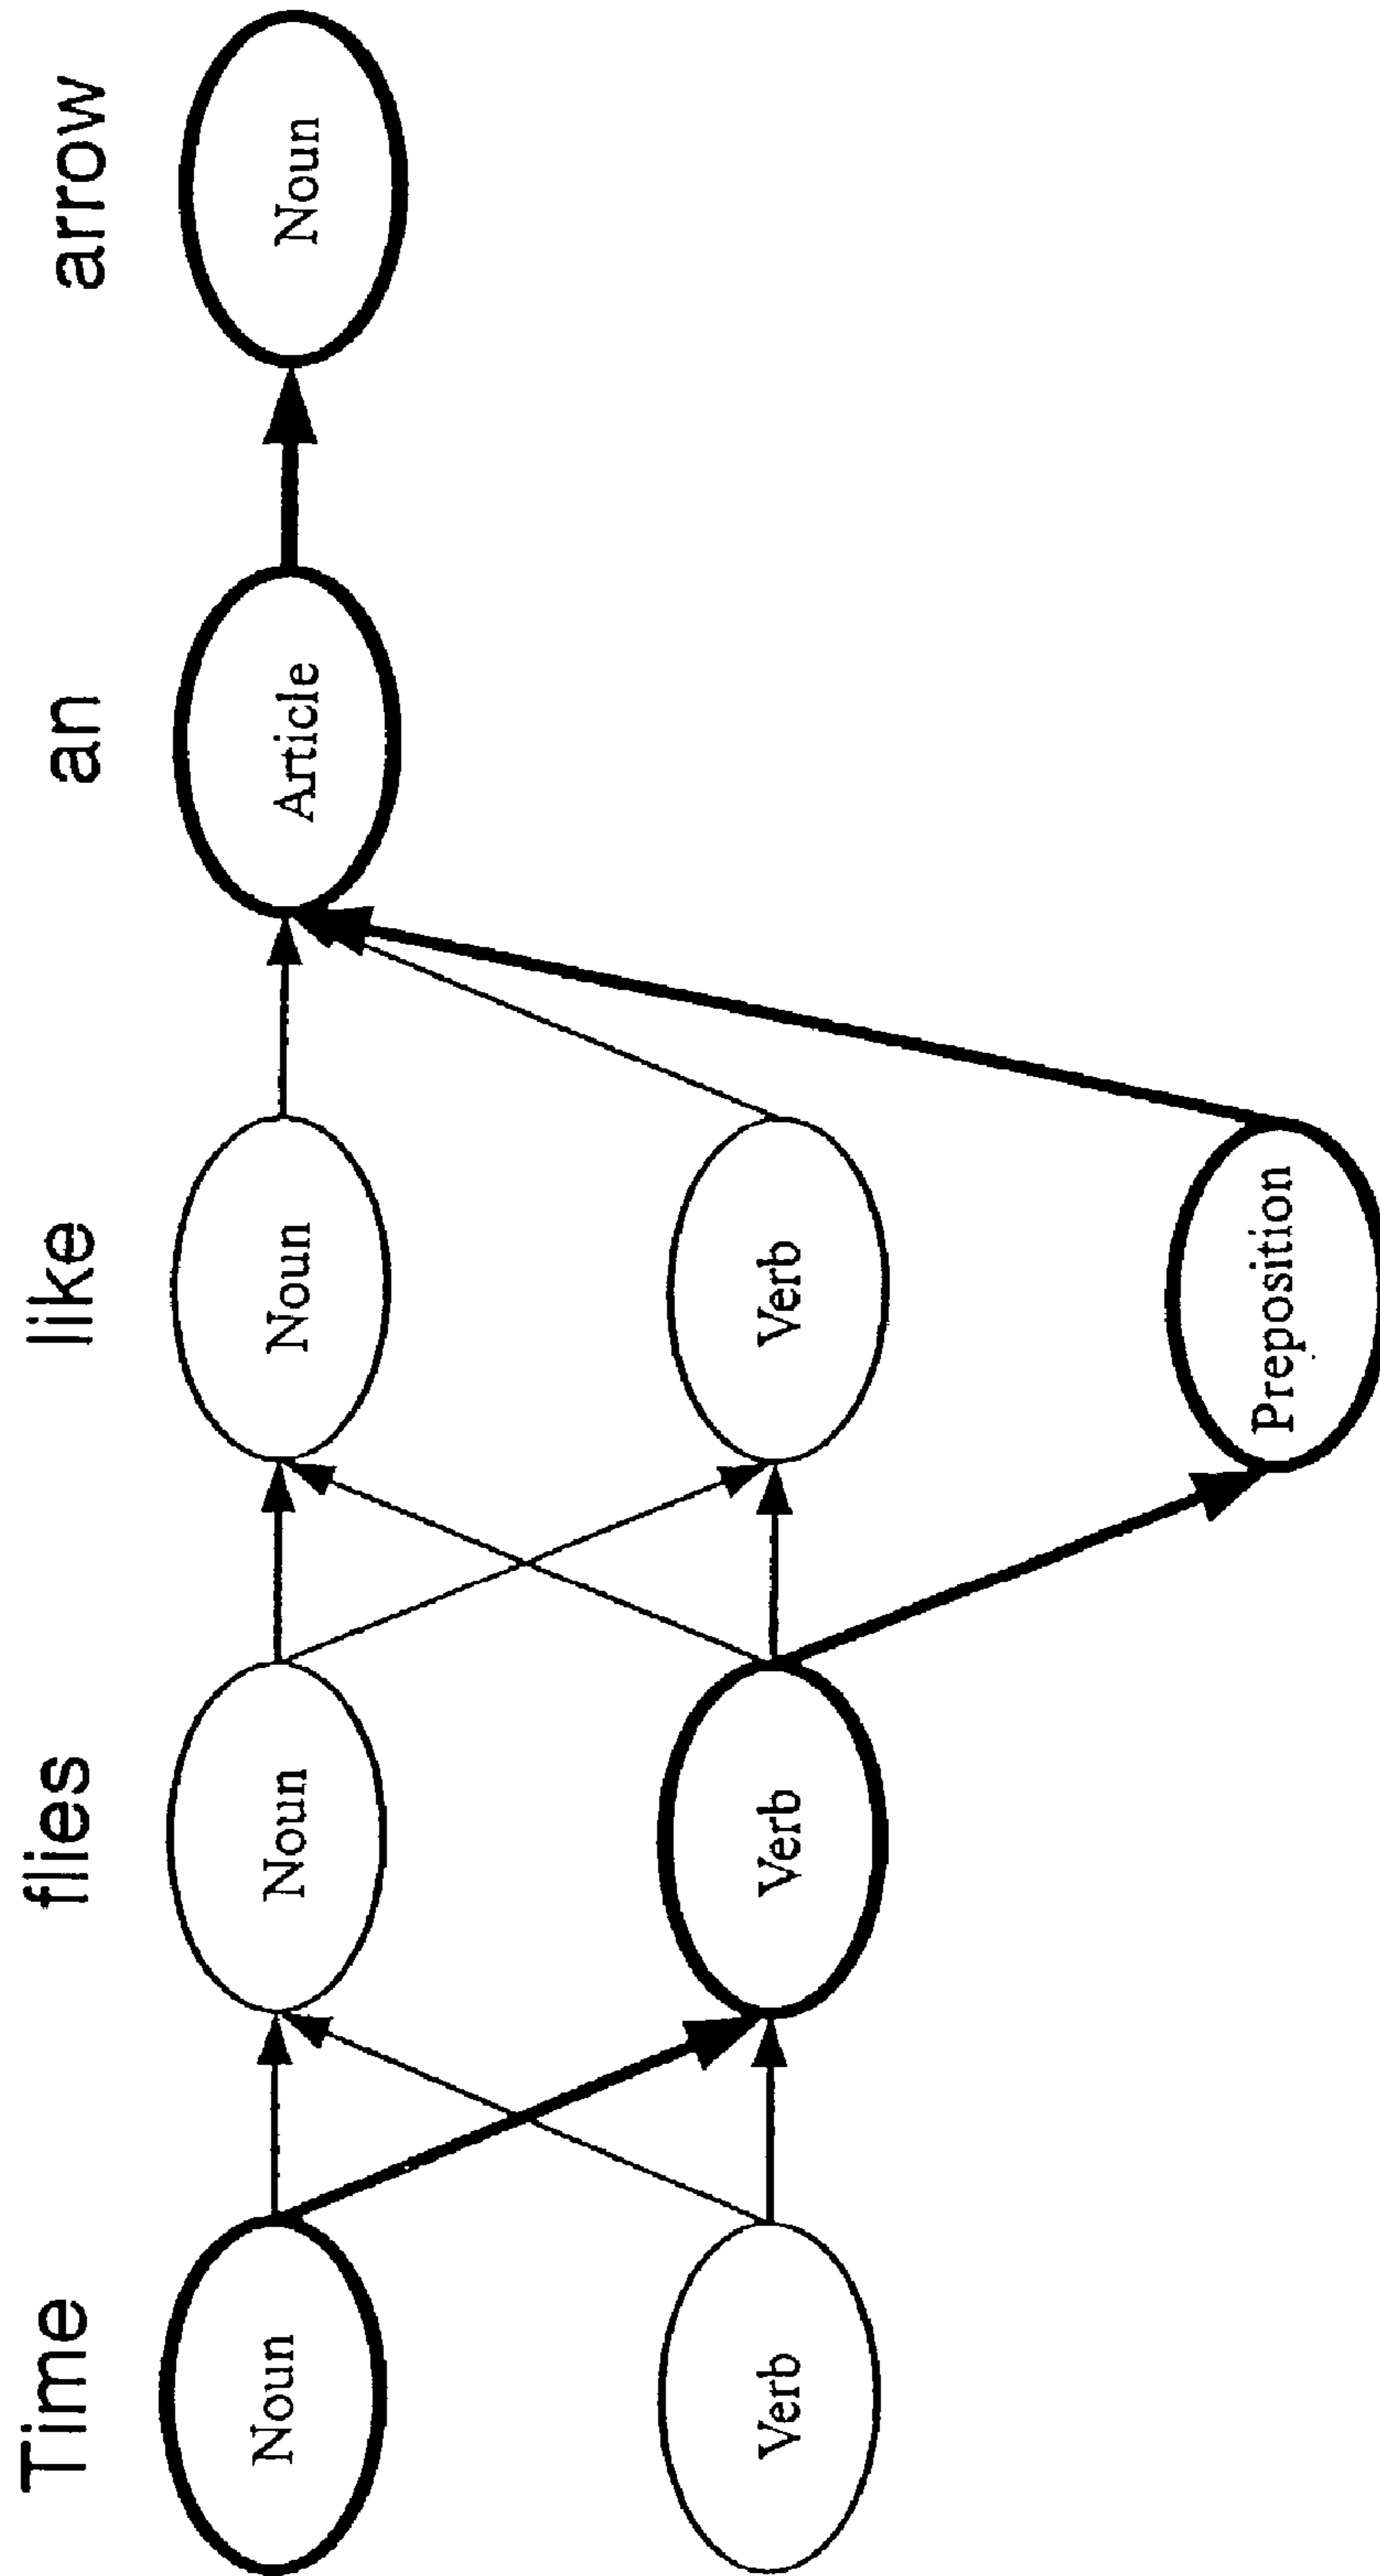 Time flies like an arrow
Noun Noun Noun Article Noun
Verb Verb Verb
Preposition